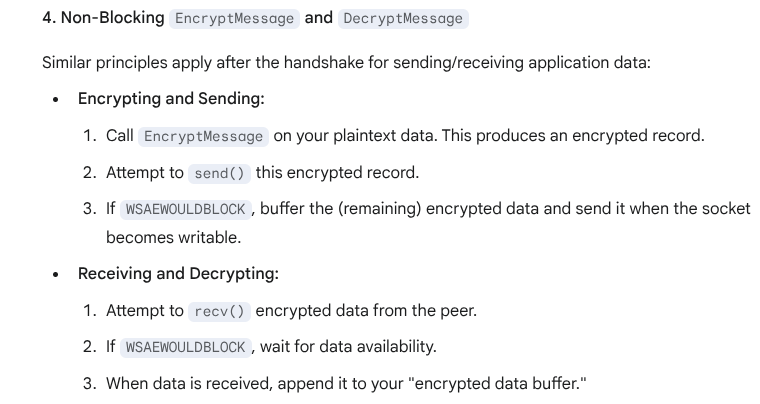 4. Non-Blocking EncryptMessage and DecryptMessage
Similar principles apply after the handshake for sending/receiving application data:
• Encrypting and Sending:
1. Call EncryptMessage on your plaintext data. This produces an encrypted record.
2. Attempt to send() this encrypted record.
3. If WSAEWOULDBLOCK, buffer the (remaining) encrypted data and send it when the socket
becomes writable.
• Receiving and Decrypting:
1. Attempt to recv() encrypted data from the peer.
2. If WSAEWOULDBLOCK, wait for data availability.
3. When data is received, append it to your "encrypted data buffer."